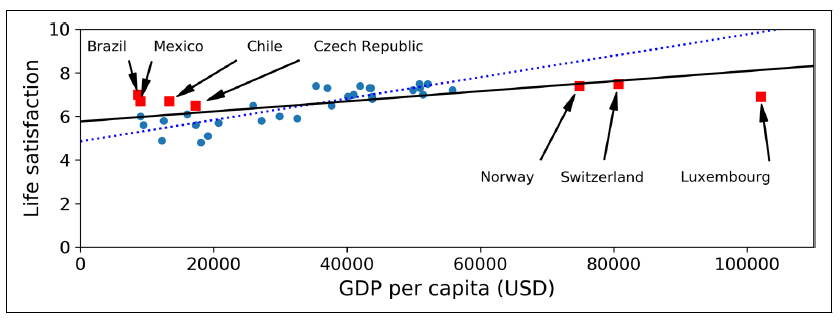 10
Brazil Mexico Chile Czech Republic
8
6
4
Norway Switzerland Luxembourg
2
0
Life satisfaction
0 20000 40000 60000 80000 100000
GDP per capita (USD)